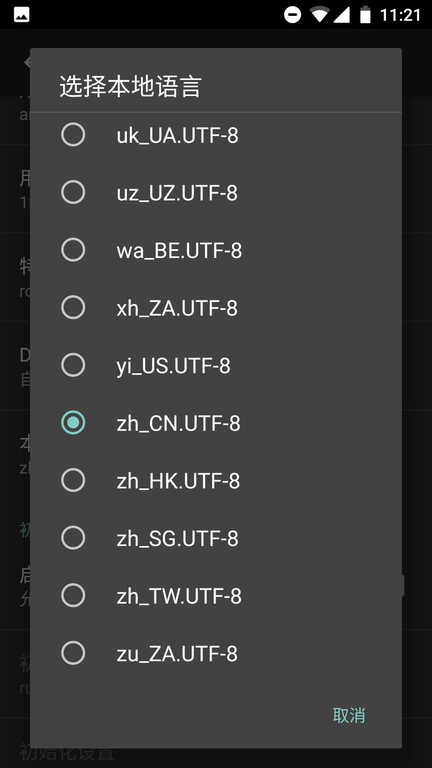 11:21
选择本地语言
uk_UA.UTF-8
uz_UZ.UTF-8
wa_BE.UTF-8
xh_ZA.UTF-8
yi_US.UTF-8
zh_CN.UTF-8
zh_HK.UTF-8
zh_SG.UTF-8
zh_TW.UTF-8
zu_ZA.UTF-8
取消
初始化设置